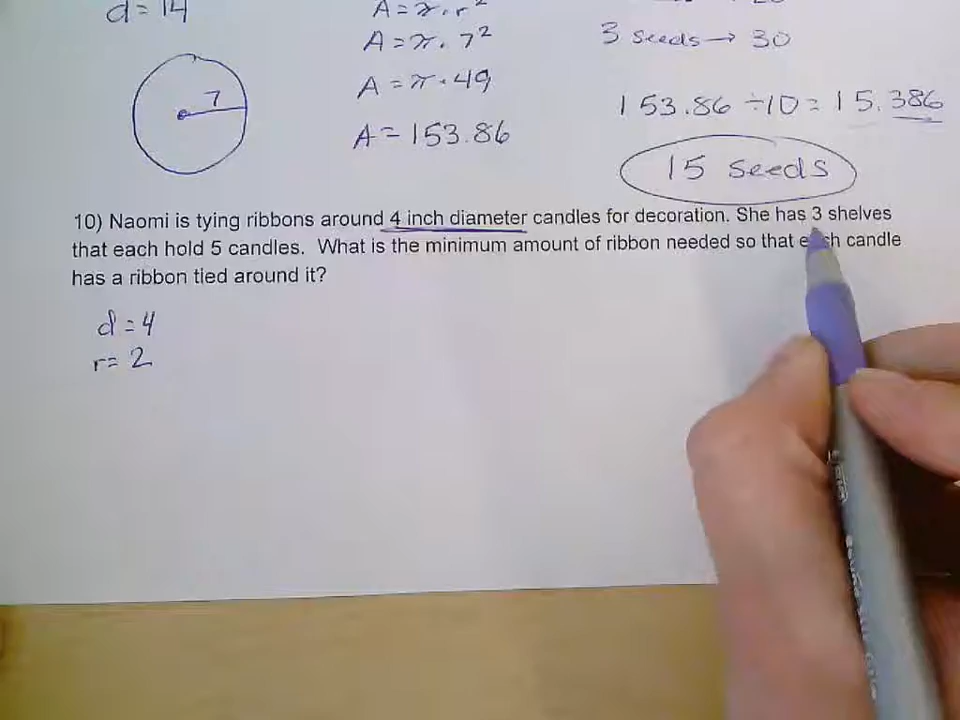 d = 14
A = π · r²
A = π · 7²
A = π · 49
A = 153.86
7
3 seeds → 30
153.86 ÷ 10 = 15.386
15 seeds
10) Naomi is tying ribbons around 4 inch diameter candles for decoration. She has 3 shelves
that each hold 5 candles. What is the minimum amount of ribbon needed so that each candle
has a ribbon tied around it?
d = 4
r = 2